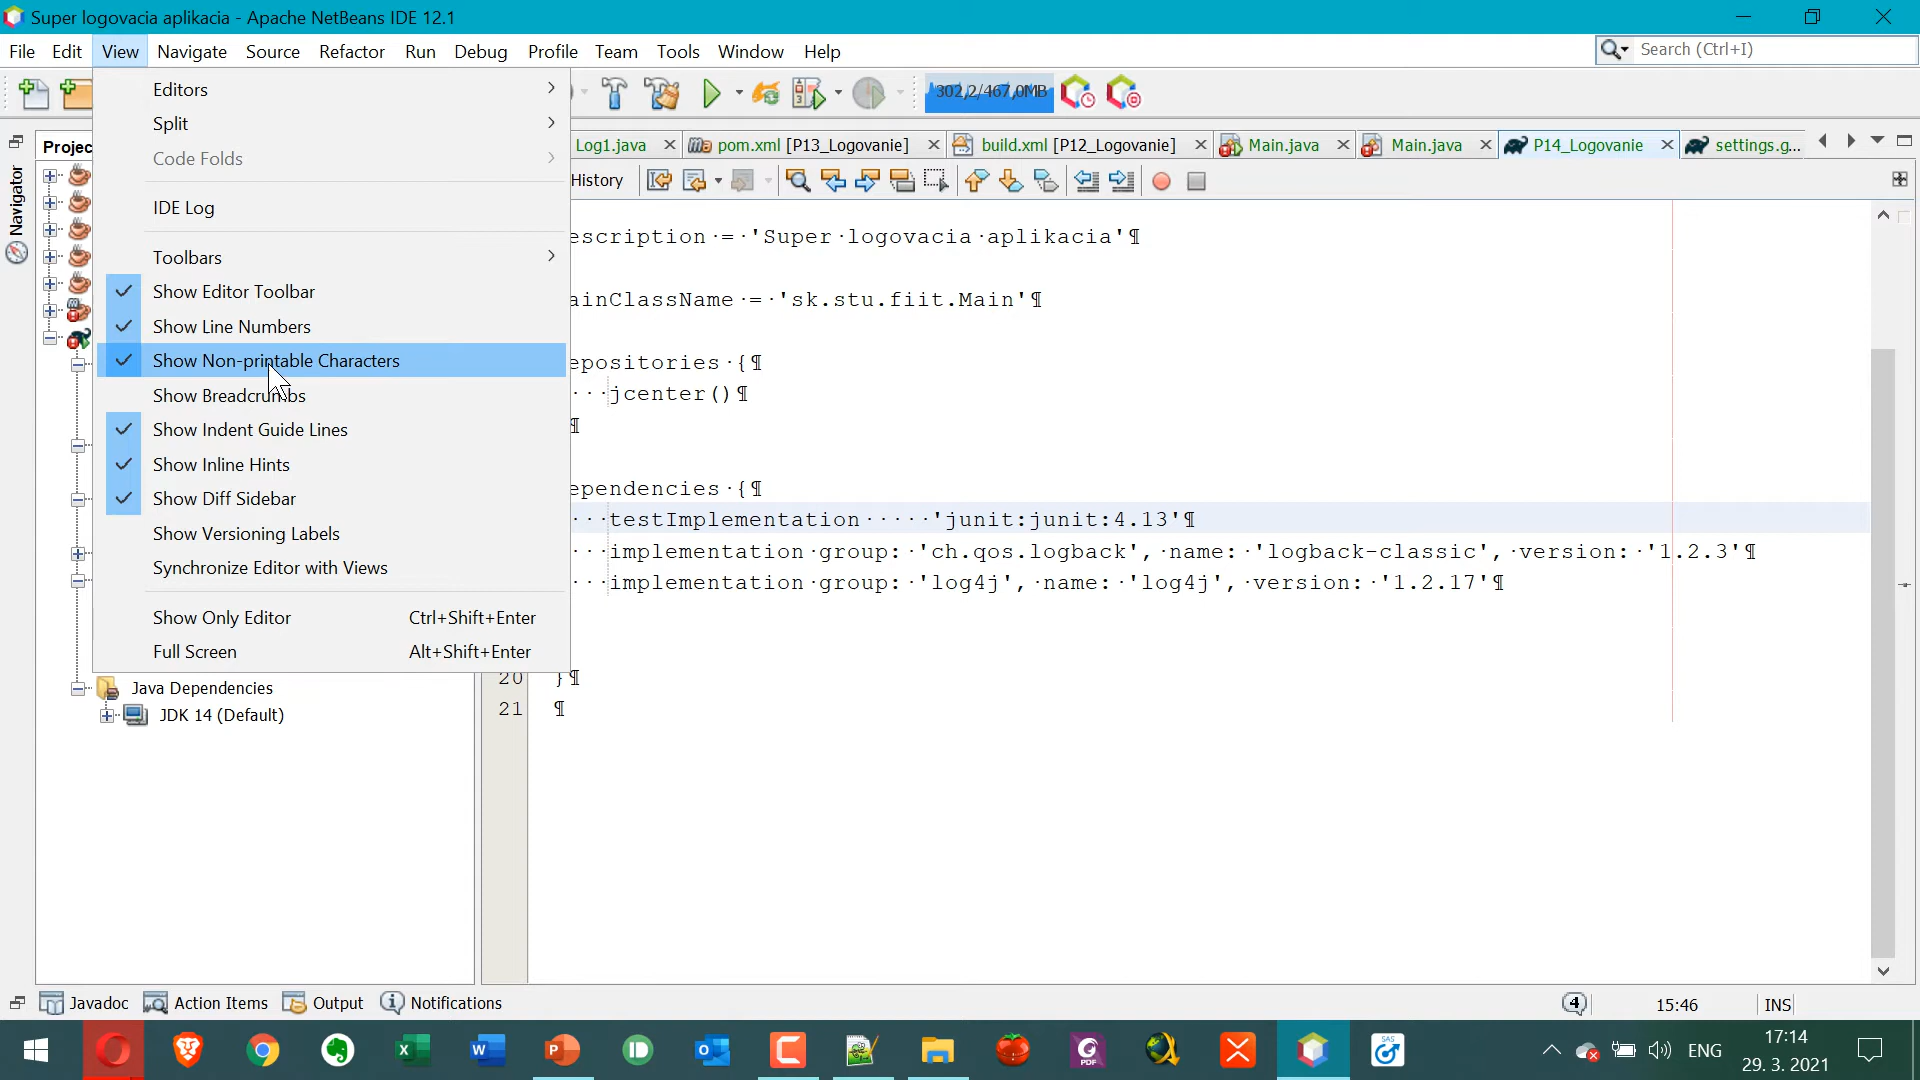 Super logovacia aplikacia - Apache NetBeans IDE 12.1
File Edit View Navigate Source Refactor Run Debug Profile Team Tools Window Help
Search (Ctrl+I)
302,2/467,0MB
Projec
Log1.java
pom.xml [P13_Logovanie]
build.xml [P12_Logovanie]
Main.java
Main.java
P14_Logovanie
settings.g...
History
Navigator
Editors
Split
Code Folds
IDE Log
Toolbars
Show Editor Toolbar
Show Line Numbers
Show Non-printable Characters
Show Breadcrumbs
Show Indent Guide Lines
Show Inline Hints
Show Diff Sidebar
Show Versioning Labels
Synchronize Editor with Views
Show Only Editor Ctrl+Shift+Enter
Full Screen Alt+Shift+Enter
Java Dependencies
JDK 14 (Default)
escription·=·'Super·logovacia·aplikacia'¶
ainClassName·=·'sk.stu.fiit.Main'¶
epositories·{¶
···jcenter()¶
¶
ependencies·{¶
···testImplementation·····'junit:junit:4.13'¶
···implementation·group:·'ch.qos.logback',·name:·'logback-classic',·version:·'1.2.3'¶
···implementation·group:·'log4j',·name:·'log4j',·version:·'1.2.17'¶
20 }¶
21 ¶
Javadoc Action Items Output Notifications
4 15:46 INS
PDF
SAS
ENG
17:14
29. 3. 2021